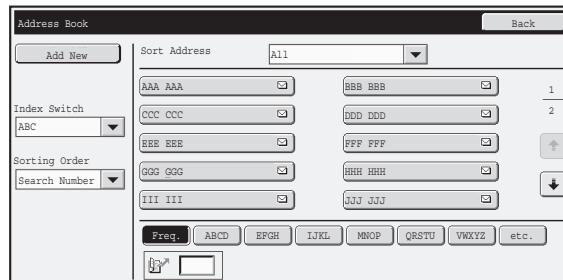 Address Book Back
Add New Sort Address All
AAA AAA BBB BBB 1
Index Switch CCC CCC DDD DDD 2
ABC
EEE EEE FFF FFF
Sorting Order GGG GGG HHH HHH
Search Number
III III JJJ JJJ
Freq. ABCD EFGH IJKL MNOP QRSTU VWXYZ etc.